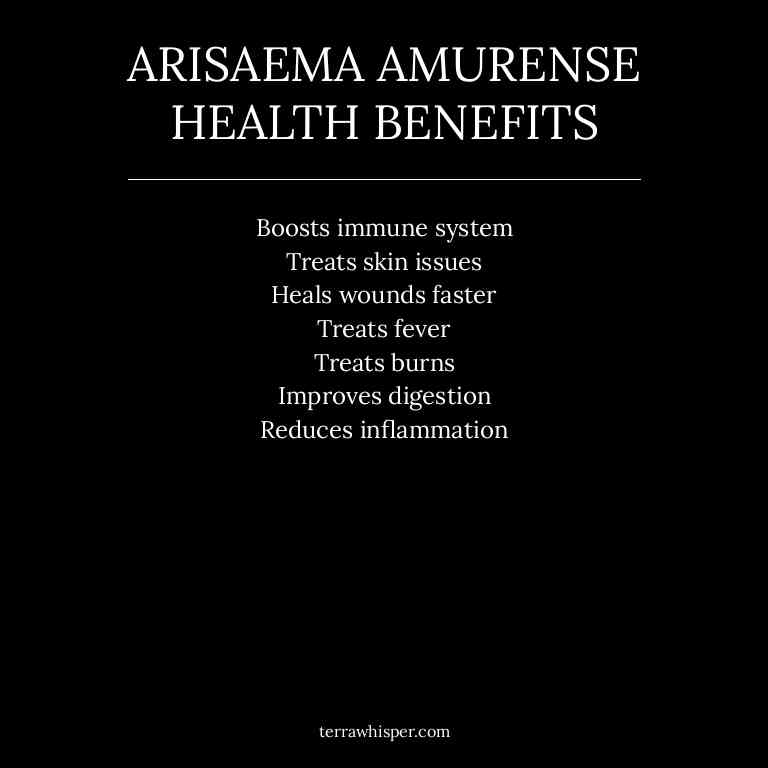 ARISAEMA AMURENSE
HEALTH BENEFITS
Boosts immune system
Treats skin issues
Heals wounds faster
Treats fever
Treats burns
Improves digestion
Reduces inflammation
terrawhisper.com